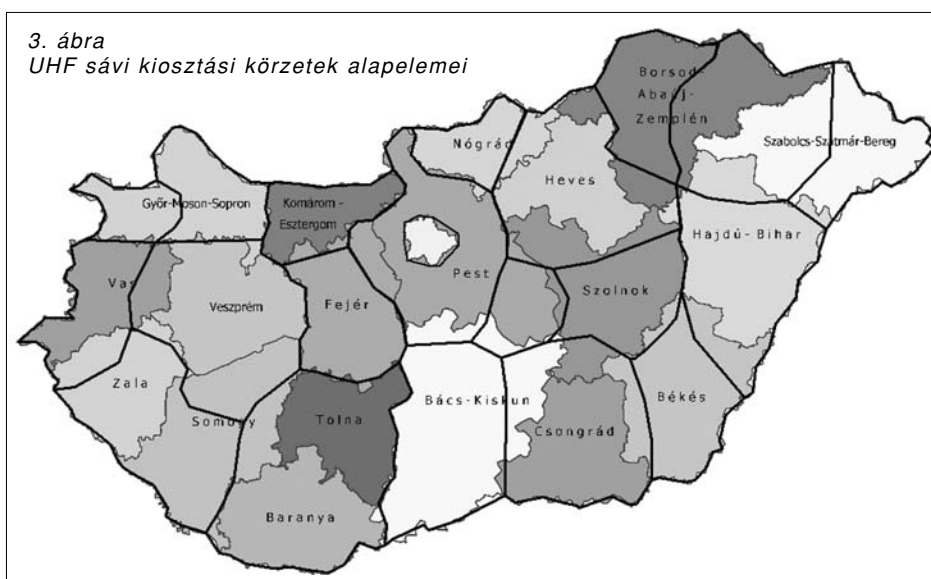 3. ábra
UHF sávi kiosztási körzetek alapelemei
Borsod-
Abaúj-
Zemplén
Szabolcs-Szatmár-Bereg
Nógrád
Heves
Győr-Moson-Sopron
Komárom -
Esztergom
Hajdú-Bihar
Pest
Vas
Veszprém
Fejér
Szolnok
Zala
Somogy
Tolna
Bács-Kiskun
Csongrád
Békés
Baranya